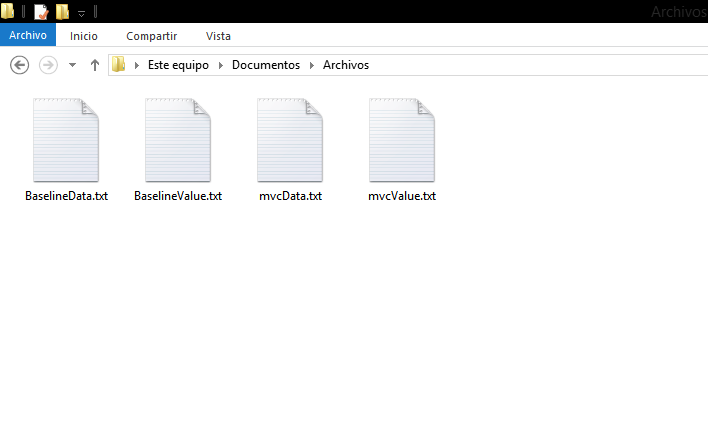 Archivos
Archivo Inicio Compartir Vista
Este equipo Documentos Archivos
BaselineData.txt BaselineValue.txt mvcData.txt mvcValue.txt